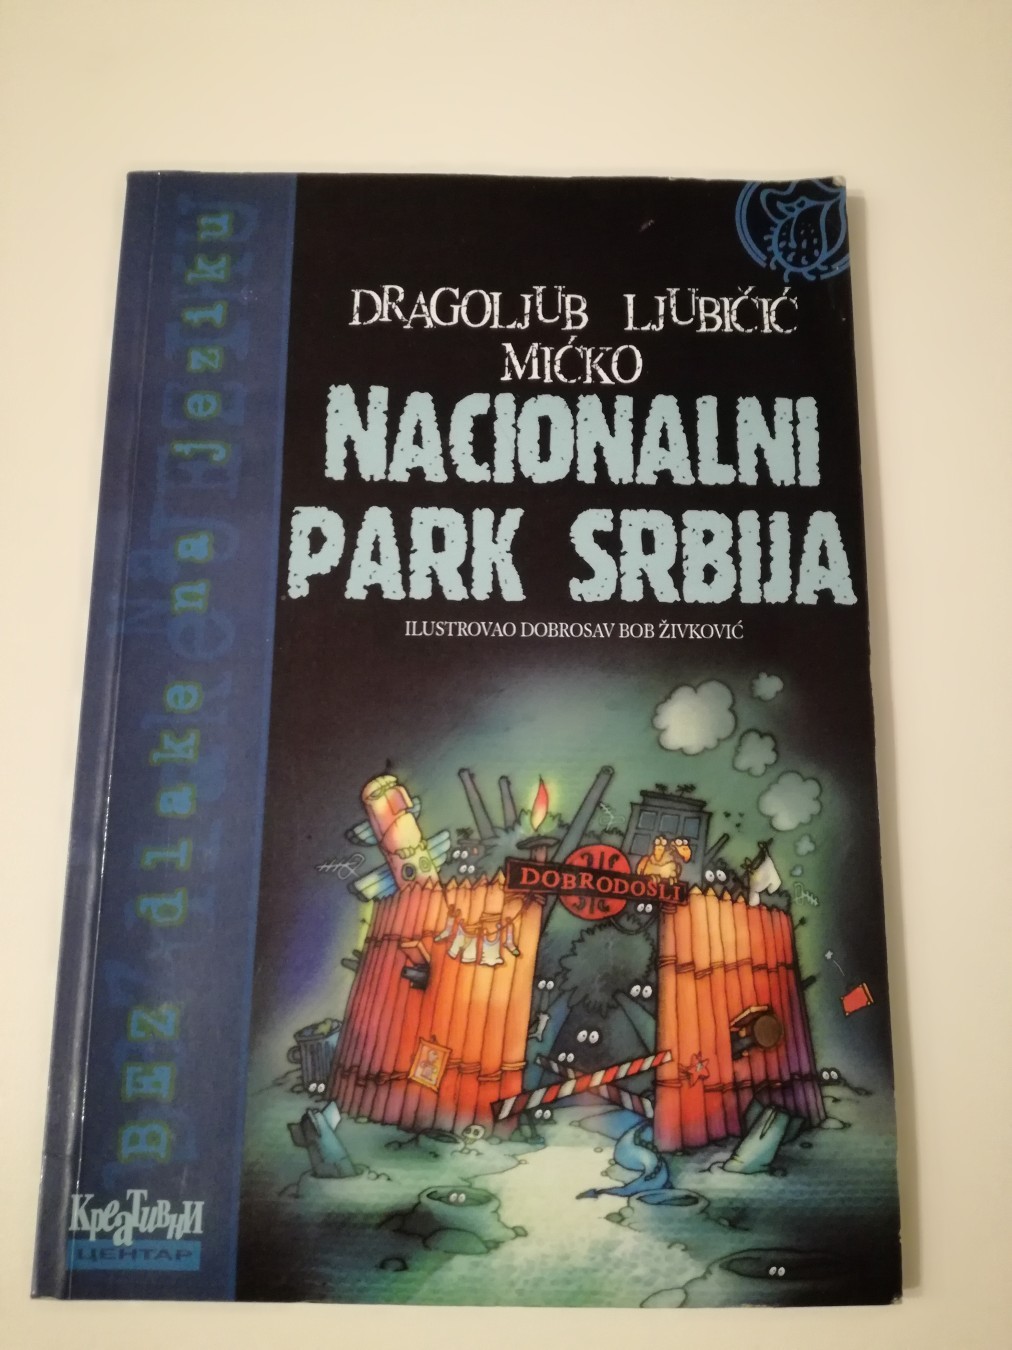 BEZ dlake na jeziku
DRAGOLJUB LJUBIČIĆ
MIĆKO
NACIONALNI
PARK SRBIJA
ILUSTROVAO DOBROSAV BOB ŽIVKOVIĆ
DOBRODOŠLI
КреаТивни
ЦЕНТАР